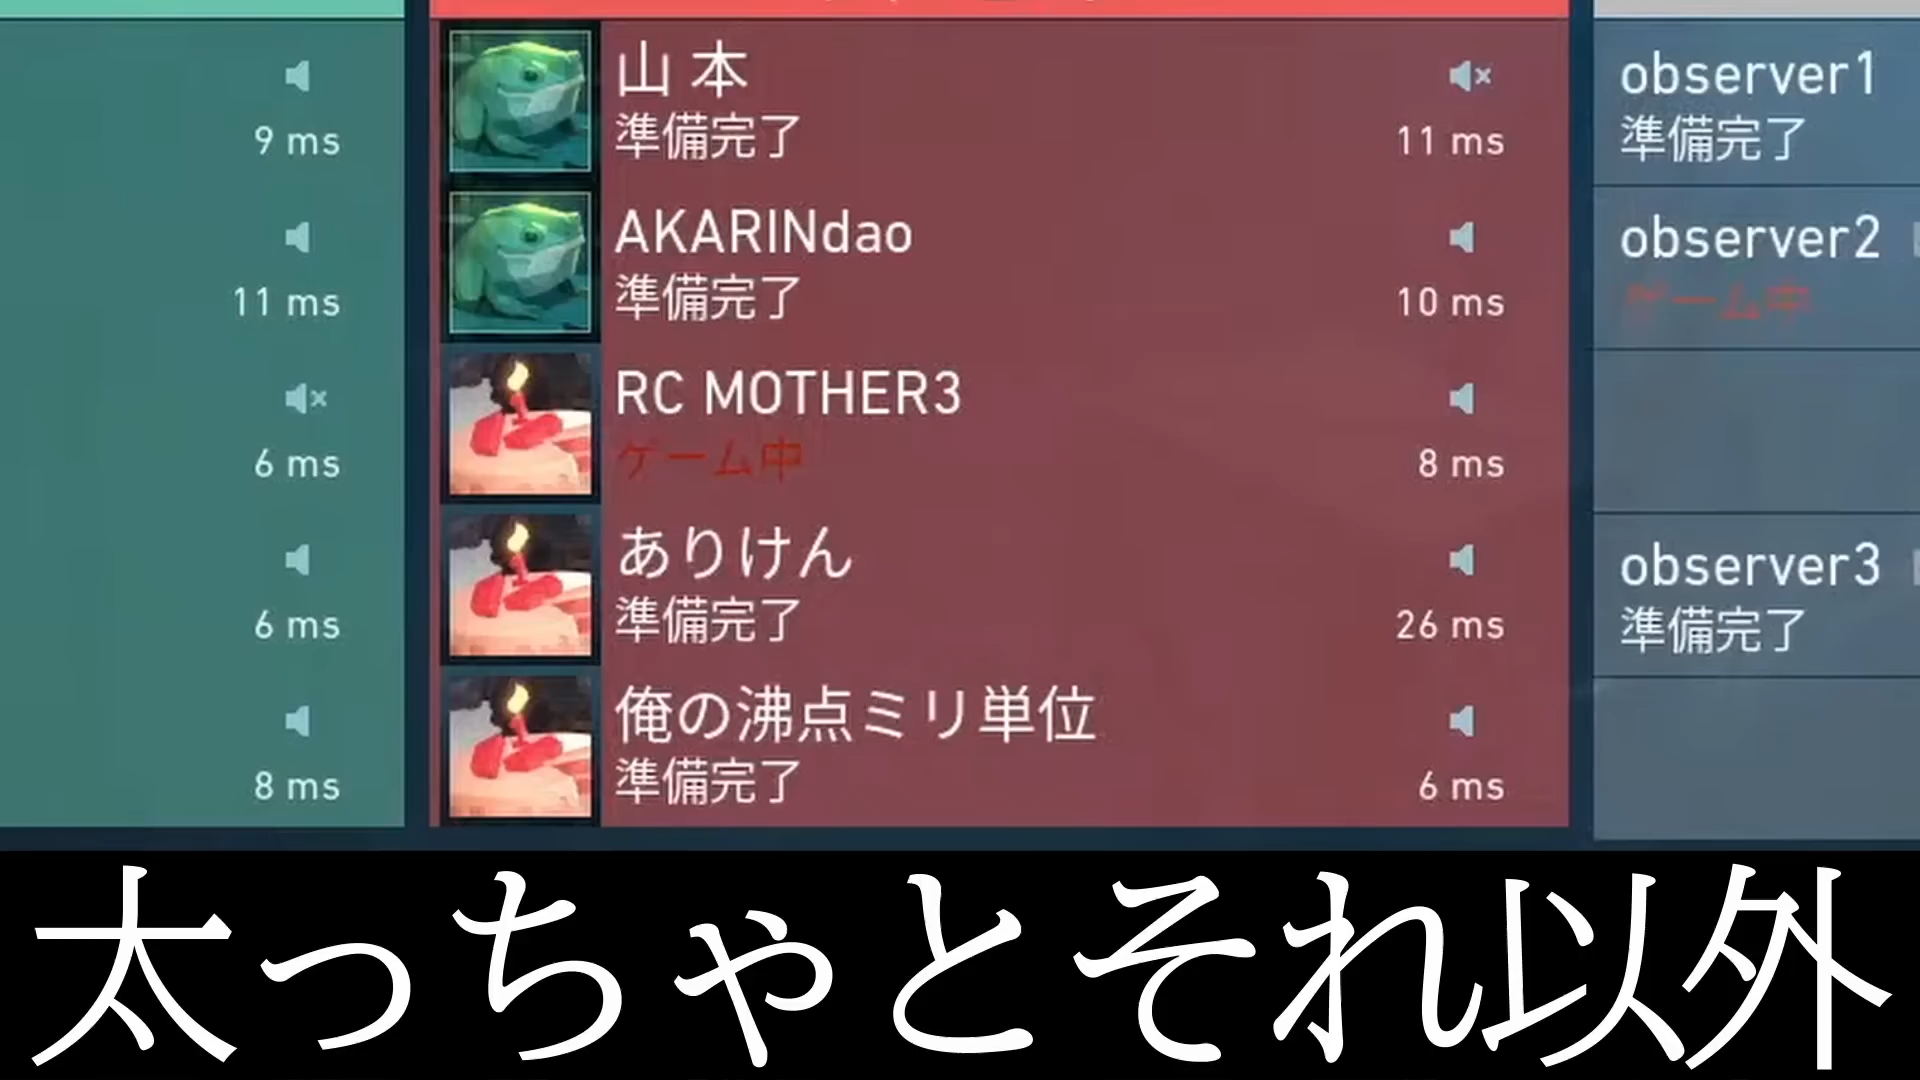 9 ms
11 ms
6 ms
6 ms
8 ms
山本
準備完了
11 ms
AKARINdao
準備完了
10 ms
RC MOTHER3
ゲーム中
8 ms
ありけん
準備完了
26 ms
俺の沸点ミリ単位
準備完了
6 ms
observer1
準備完了
observer2
ゲーム中
observer3
準備完了
太っちゃとそれ以外